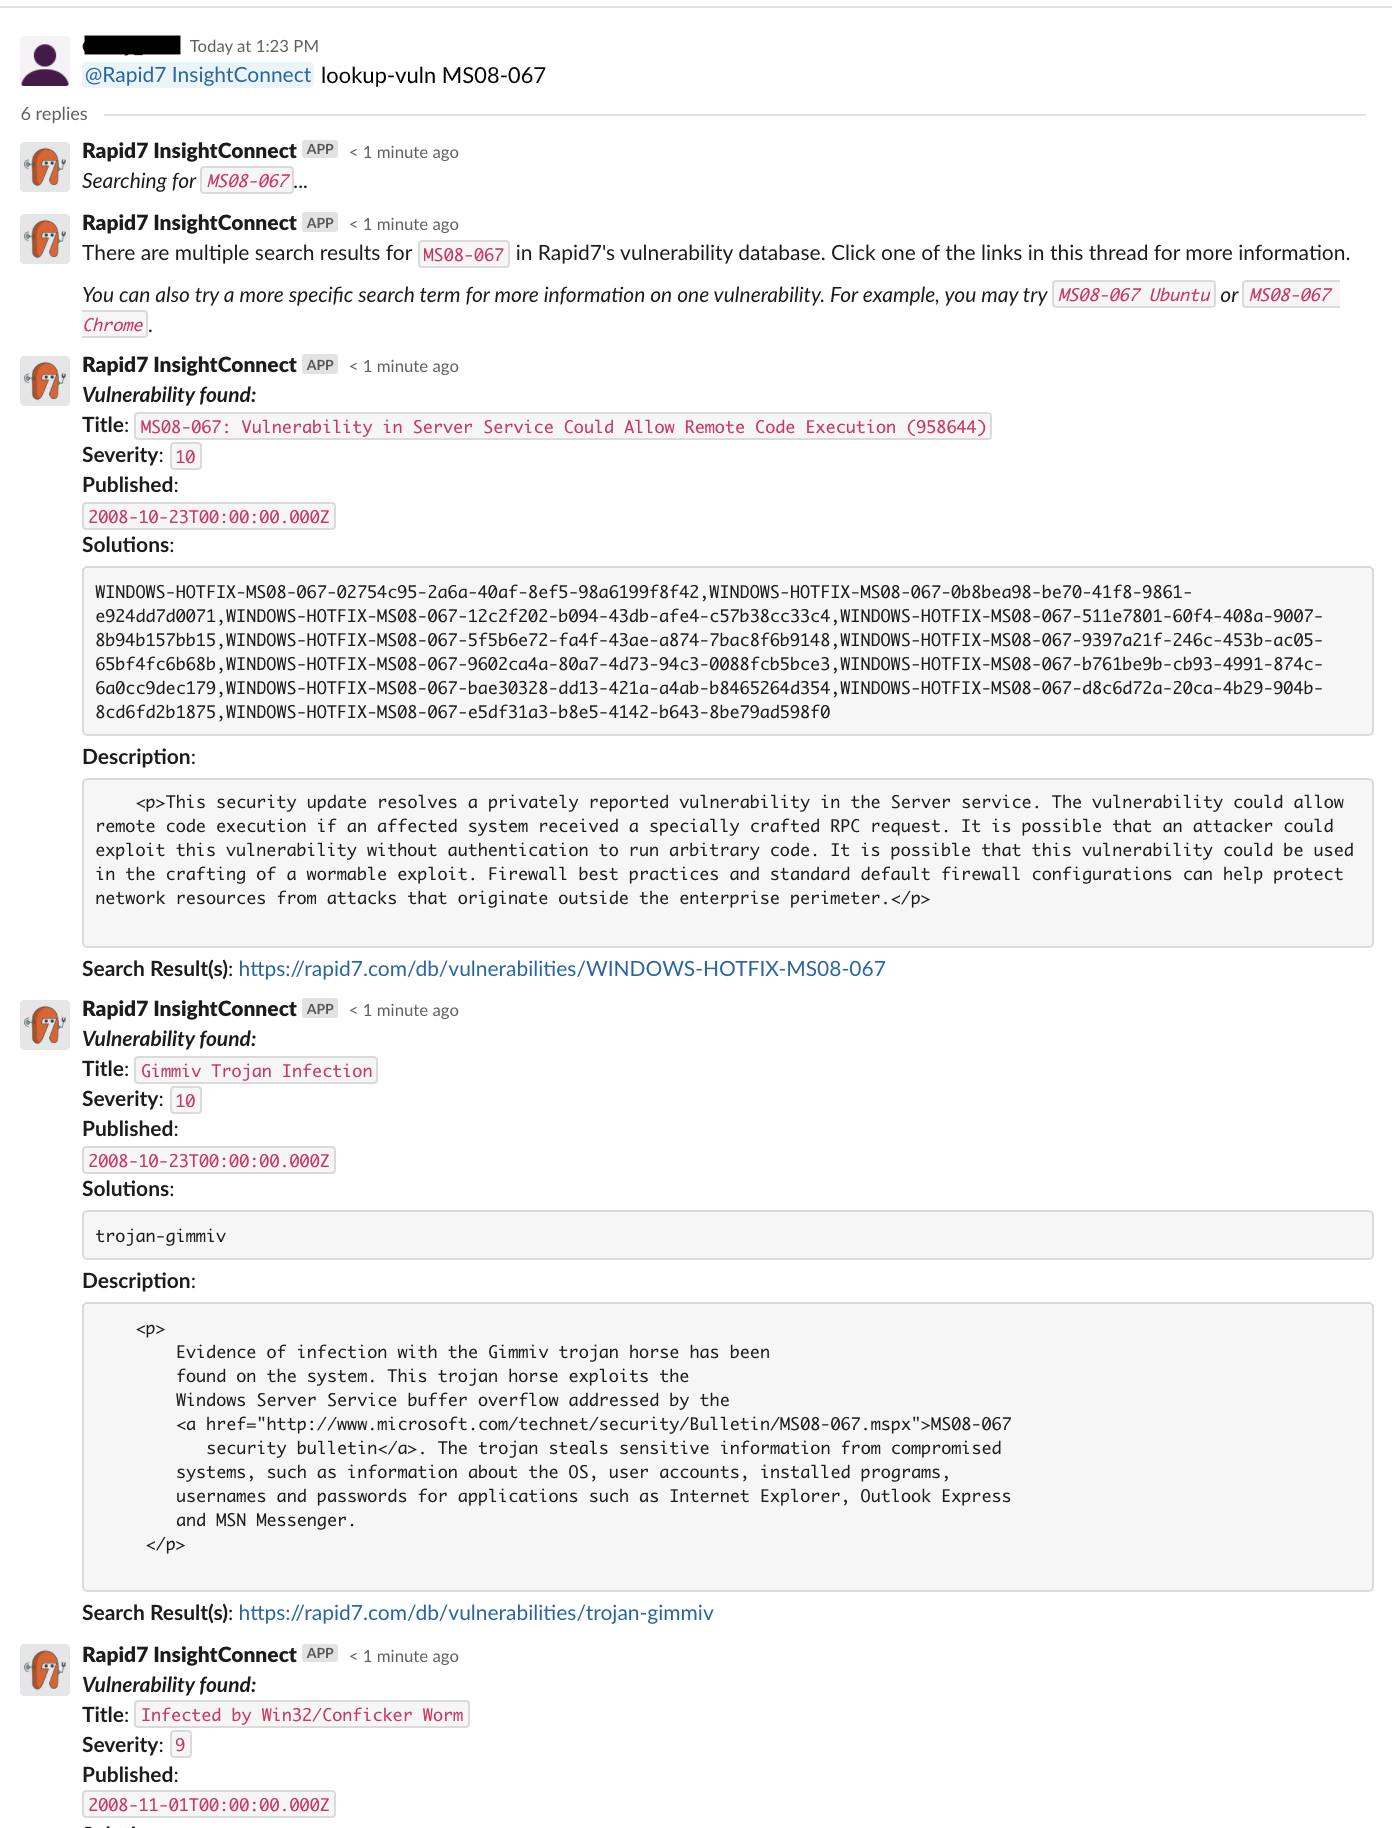 Today at 1:23 PM
@Rapid7 InsightConnect lookup-vuln MS08-067
6 replies
Rapid7 InsightConnect APP < 1 minute ago
Searching for MS08-067...
Rapid7 InsightConnect APP < 1 minute ago
There are multiple search results for MS08-067 in Rapid7's vulnerability database. Click one of the links in this thread for more information.
You can also try a more specific search term for more information on one vulnerability. For example, you may try MS08-067 Ubuntu or MS08-067
Chrome.
Rapid7 InsightConnect APP < 1 minute ago
Vulnerability found:
Title: MS08-067: Vulnerability in Server Service Could Allow Remote Code Execution (958644)
Severity: 10
Published:
2008-10-23T00:00:00.000Z
Solutions:
WINDOWS-HOTFIX-MS08-067-02754c95-2a6a-40af-8ef5-98a6199f8f42,WINDOWS-HOTFIX-MS08-067-0b8bea98-be70-41f8-9861-
e924dd7d0071,WINDOWS-HOTFIX-MS08-067-12c2f202-b094-43db-afe4-c57b38cc33c4,WINDOWS-HOTFIX-MS08-067-511e7801-60f4-408a-9007-
8b94b157bb15,WINDOWS-HOTFIX-MS08-067-5f5b6e72-fa4f-43ae-a874-7bac8f6b9148,WINDOWS-HOTFIX-MS08-067-9397a21f-246c-453b-ac05-
65bf4fc6b68b,WINDOWS-HOTFIX-MS08-067-9602ca4a-80a7-4d73-94c3-0088fcb5bce3,WINDOWS-HOTFIX-MS08-067-b761be9b-cb93-4991-874c-
6a0cc9dec179,WINDOWS-HOTFIX-MS08-067-bae30328-dd13-421a-a4ab-b8465264d354,WINDOWS-HOTFIX-MS08-067-d8c6d72a-20ca-4b29-904b-
8cd6fd2b1875,WINDOWS-HOTFIX-MS08-067-e5df31a3-b8e5-4142-b643-8be79ad598f0
Description:
<p>This security update resolves a privately reported vulnerability in the Server service. The vulnerability could allow
remote code execution if an affected system received a specially crafted RPC request. It is possible that an attacker could
exploit this vulnerability without authentication to run arbitrary code. It is possible that this vulnerability could be used
in the crafting of a wormable exploit. Firewall best practices and standard default firewall configurations can help protect
network resources from attacks that originate outside the enterprise perimeter.</p>
Search Result(s): https://rapid7.com/db/vulnerabilities/WINDOWS-HOTFIX-MS08-067
Rapid7 InsightConnect APP < 1 minute ago
Vulnerability found:
Title: Gimmiv Trojan Infection
Severity: 10
Published:
2008-10-23T00:00:00.000Z
Solutions:
trojan-gimmiv
Description:
<p>
Evidence of infection with the Gimmiv trojan horse has been
found on the system. This trojan horse exploits the
Windows Server Service buffer overflow addressed by the
<a href="http://www.microsoft.com/technet/security/Bulletin/MS08-067.mspx">MS08-067
security bulletin</a>. The trojan steals sensitive information from compromised
systems, such as information about the OS, user accounts, installed programs,
usernames and passwords for applications such as Internet Explorer, Outlook Express
and MSN Messenger.
</p>
Search Result(s): https://rapid7.com/db/vulnerabilities/trojan-gimmiv
Rapid7 InsightConnect APP < 1 minute ago
Vulnerability found:
Title: Infected by Win32/Conficker Worm
Severity: 9
Published:
2008-11-01T00:00:00.000Z